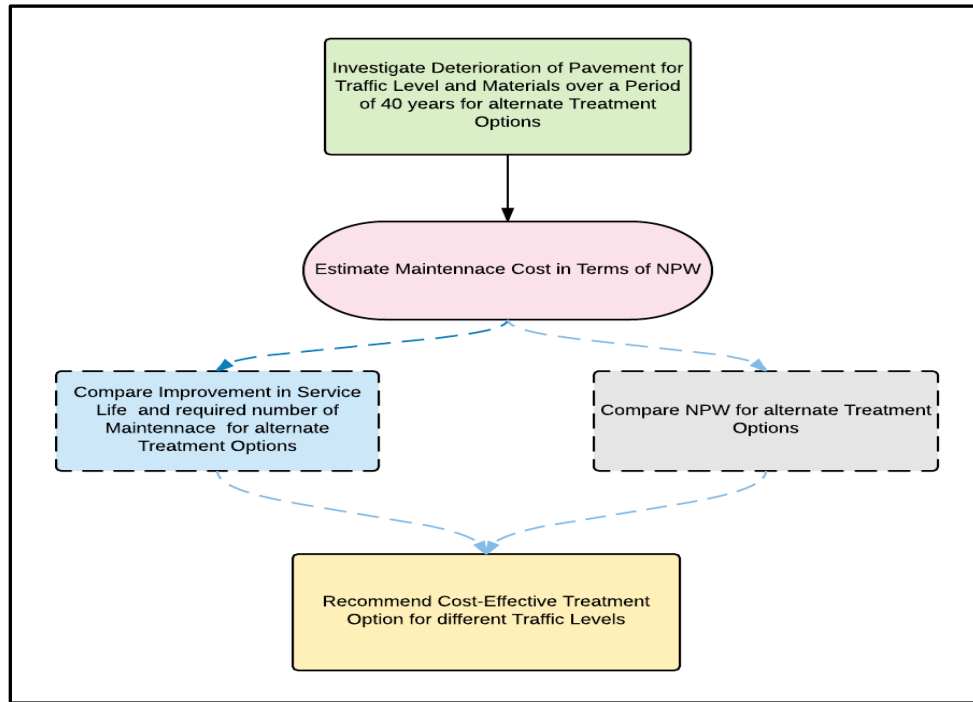 Investigate Deterioration of Pavement for
Traffic Level and Materials over a Period
of 40 years for alternate Treatment
Options
Estimate Maintennace Cost in Terms of NPW
Compare Improvement in Service
Life and required number of
Maintennace for alternate
Treatment Options
Compare NPW for alternate Treatment
Options
Recommend Cost-Effective Treatment
Option for different Traffic Levels